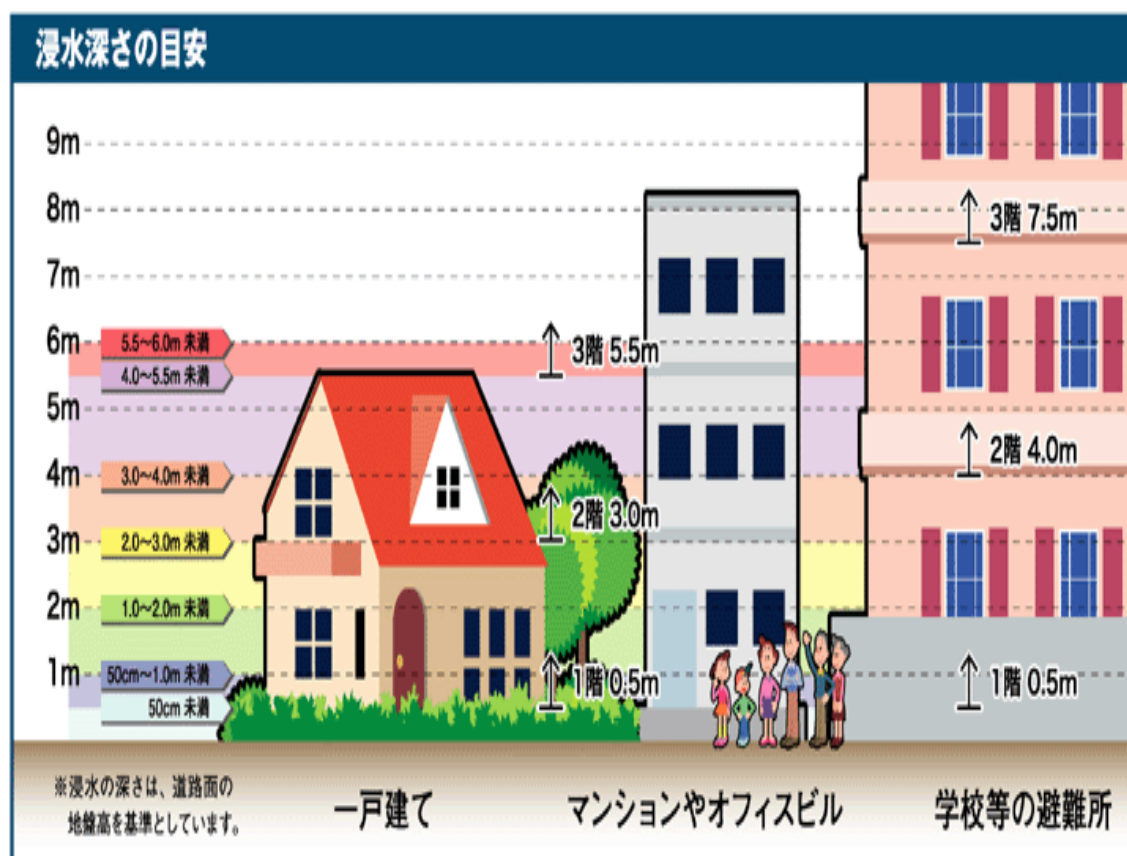 浸水深さの目安
9m
8m
7m
6m
5m
4m
3m
2m
1m
5.5～6.0m 未満
4.0～5.5m 未満
3.0～4.0m 未満
2.0～3.0m 未満
1.0～2.0m 未満
50cm～1.0m 未満
50cm 未満
3階 5.5m
2階 3.0m
1階 0.5m
3階 7.5m
2階 4.0m
1階 0.5m
※浸水の深さは、道路面の
地盤高を基準としています。
一戸建て
マンションやオフィスビル
学校等の避難所